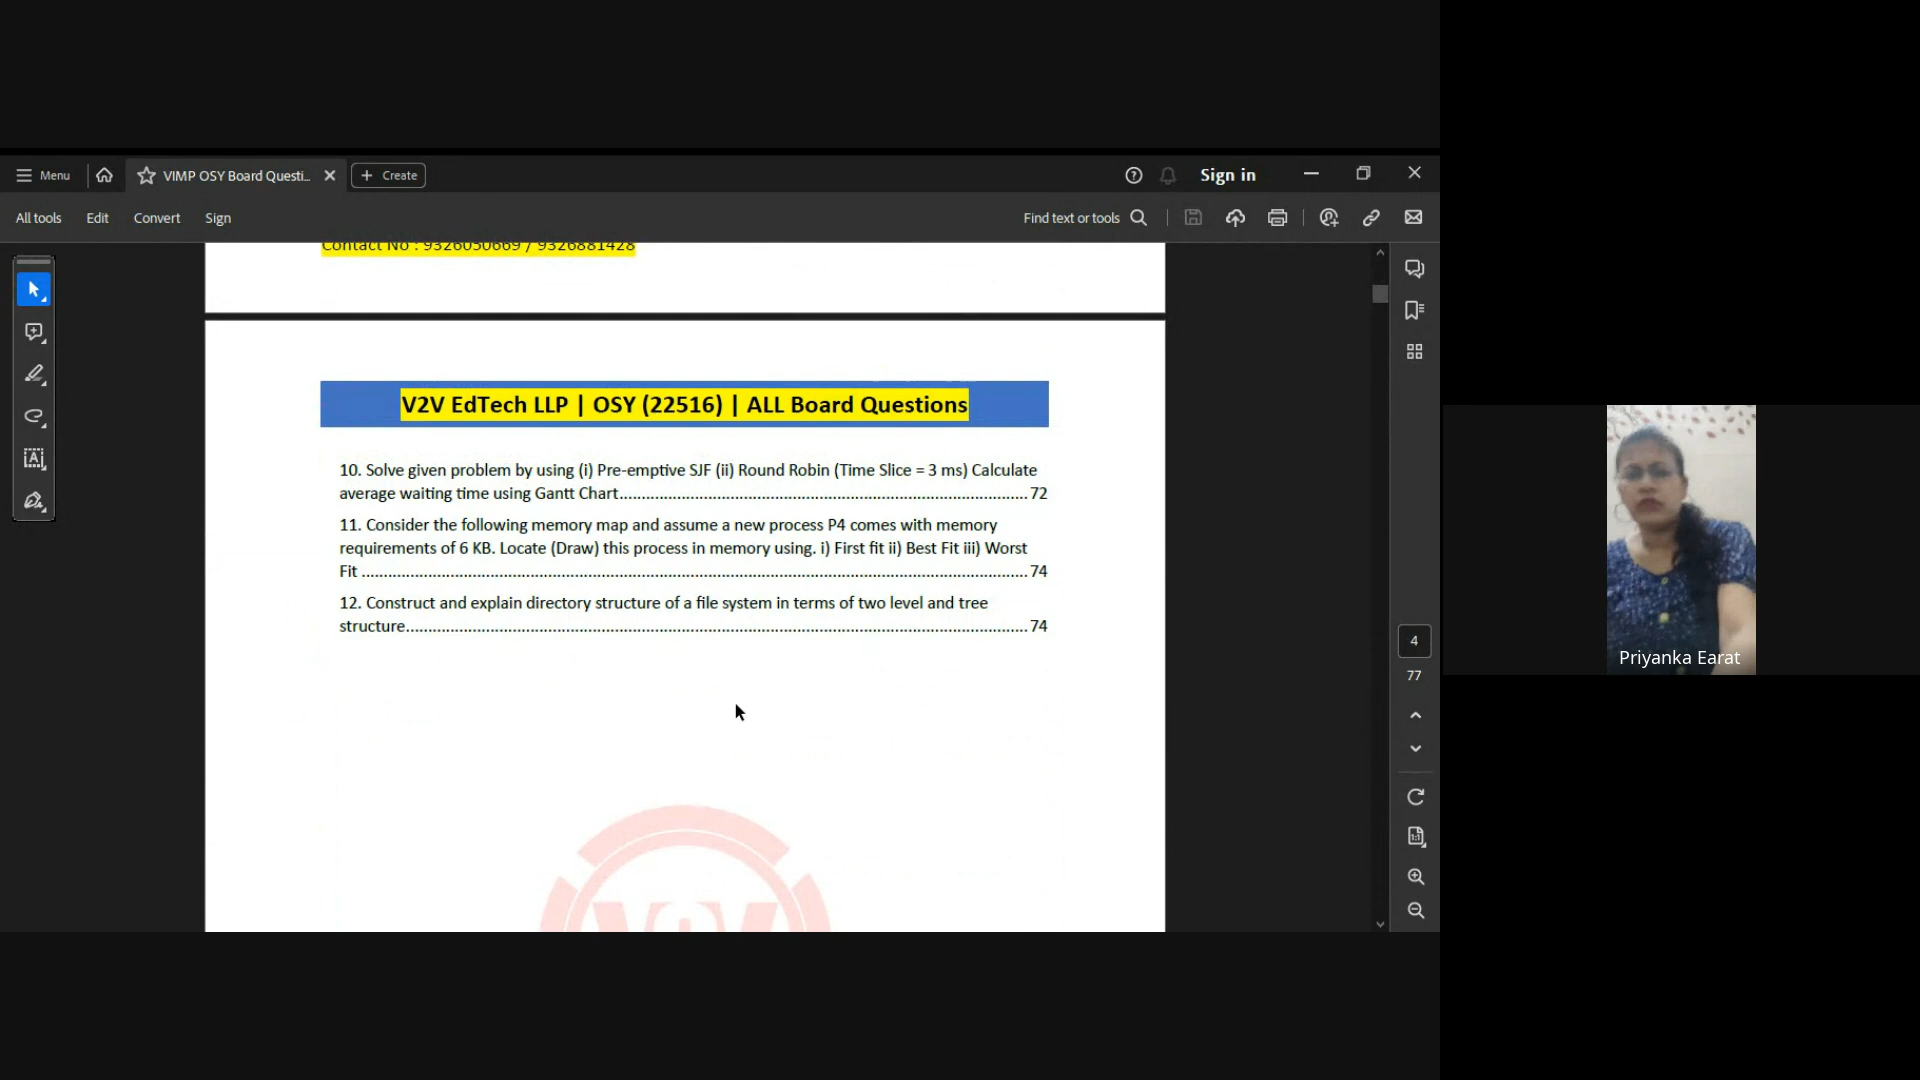 Menu
VIMP OSY Board Questi...
Create
Sign in
All tools
Edit
Convert
Sign
Find text or tools
Contact No : 9326050669 / 9326881428
V2V EdTech LLP | OSY (22516) | ALL Board Questions
10. Solve given problem by using (i) Pre-emptive SJF (ii) Round Robin (Time Slice = 3 ms) Calculate
average waiting time using Gantt Chart.......................................................................................... 72
11. Consider the following memory map and assume a new process P4 comes with memory
requirements of 6 KB. Locate (Draw) this process in memory using. i) First fit ii) Best Fit iii) Worst
Fit .................................................................................................................................................... 74
12. Construct and explain directory structure of a file system in terms of two level and tree
structure.......................................................................................................................................... 74
4
77
V2V
Priyanka Earat